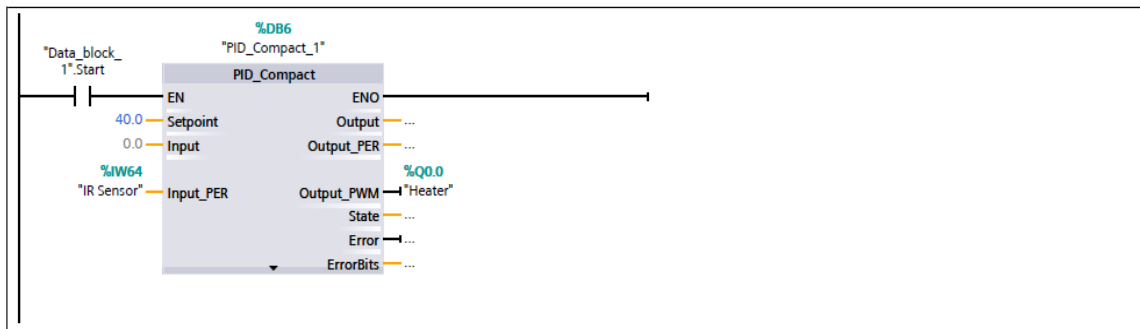 %DB6
"PID_Compact_1"
"Data_block_
1".Start
PID_Compact
EN ENO
40.0 Setpoint Output ...
0.0 Input Output_PER ...
%IW64 %Q0.0
"IR Sensor" Input_PER Output_PWM "Heater"
State ...
Error ...
ErrorBits ...